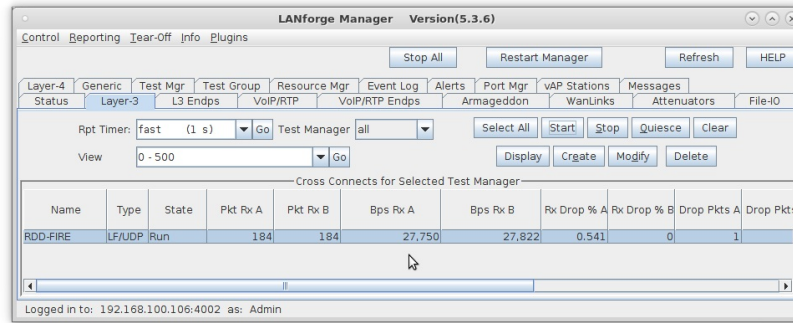 LANforge Manager Version(5.3.6)
Control Reporting Tear-Off Info Plugins
Stop All Restart Manager Refresh HELP
Layer-4 Generic Test Mgr Test Group Resource Mgr Event Log Alerts Port Mgr vAP Stations Messages
Status Layer-3 L3 Endps VoIP/RTP VoIP/RTP Endps Armageddon WanLinks Attenuators File-IO
Rpt Timer: fast (1 s) Go Test Manager all Select All Start Stop Quiesce Clear
View 0 - 500 Go Display Create Modify Delete
Cross Connects for Selected Test Manager
Name Type State Pkt Rx A Pkt Rx B Bps Rx A Bps Rx B Rx Drop % A Rx Drop % B Drop Pkts A Drop Pkts
RDD-FIRE LF/UDP Run 184 184 27,750 27,822 0.541 0 1
Logged in to: 192.168.100.106:4002 as: Admin